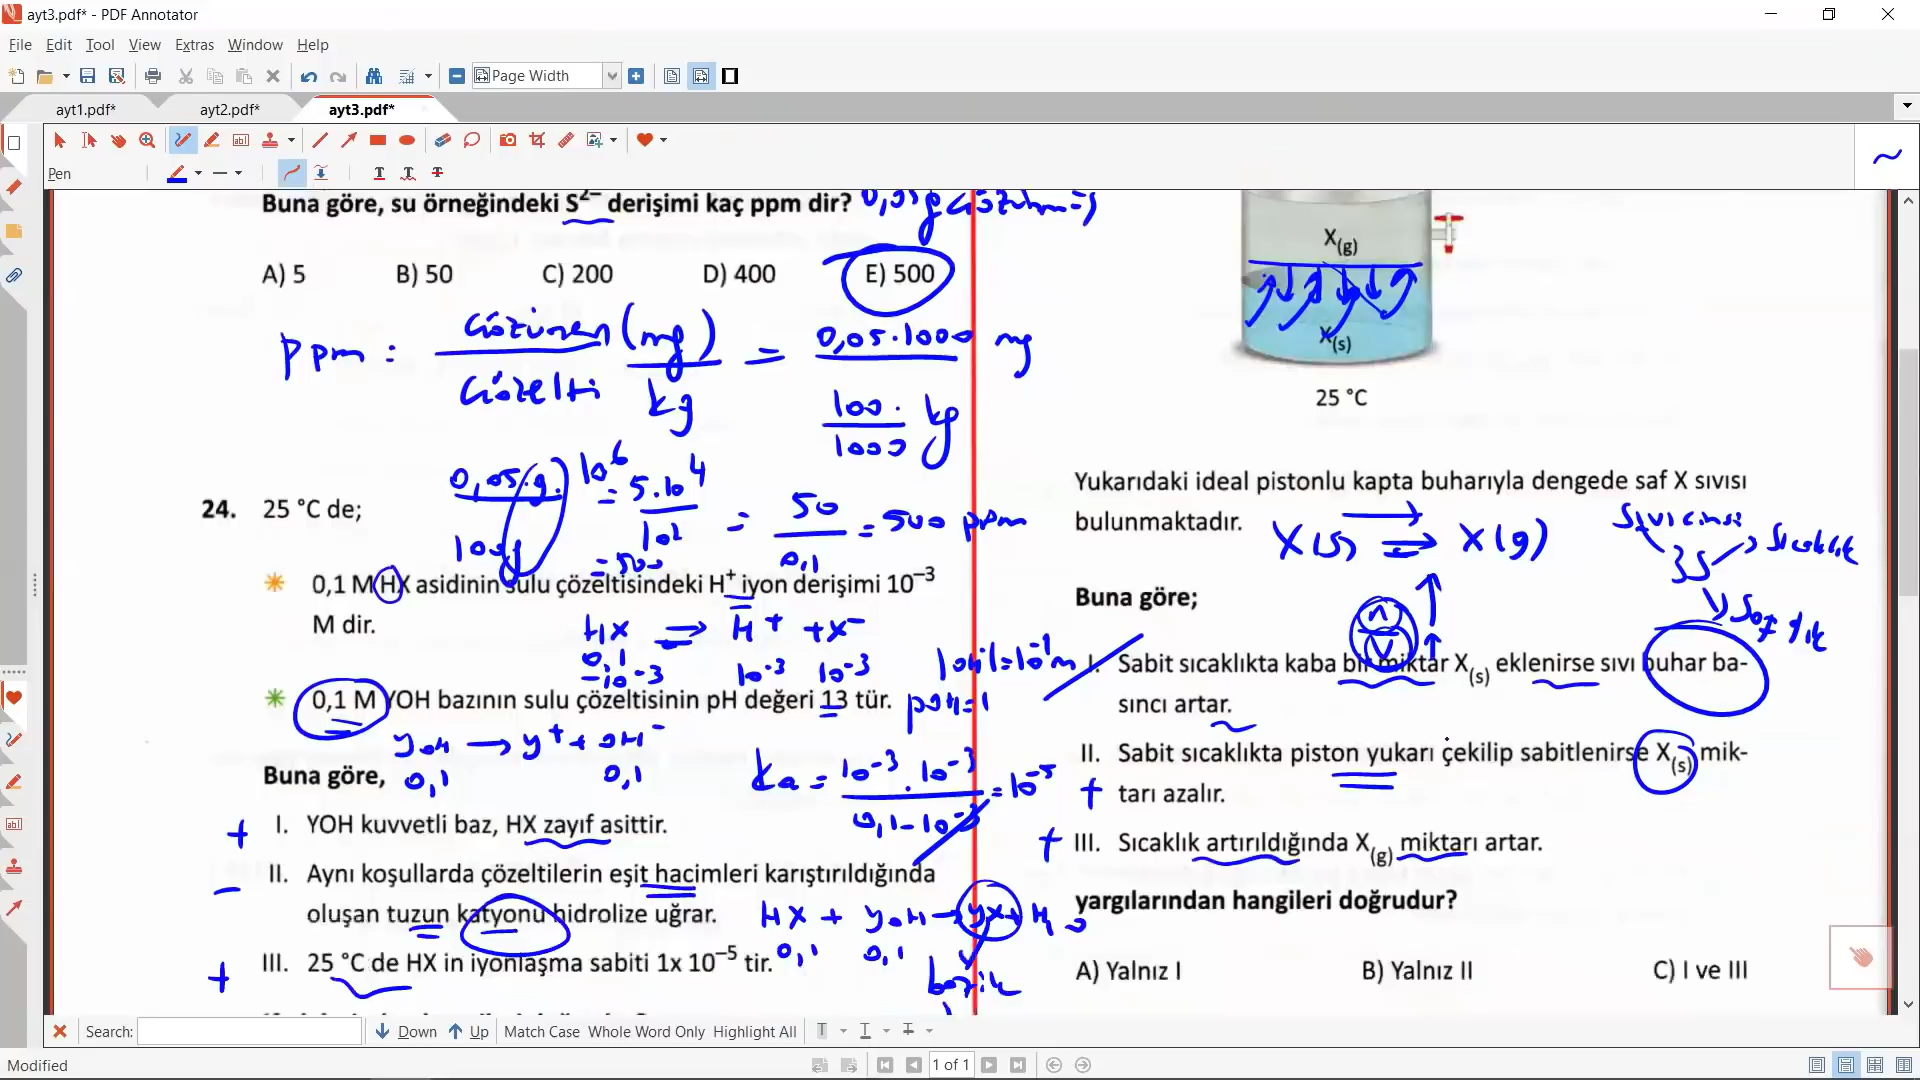 ayt3.pdf* - PDF Annotator
File Edit Tool View Extras Window Help
Page Width
ayt1.pdf* ayt2.pdf* ayt3.pdf*
Pen
Buna göre, su örneğindeki S²⁻ derişimi kaç ppm dir?
A) 5 B) 50 C) 200 D) 400 E) 500
ppm : çözünen (mg) / çözelti kg = 0,05.1000 mg / 100. / 1000 kg
0,05.g. 10⁶ = 5.10⁴ / 10² = 50 / 0,1 = 500 ppm
100g = 500
24. 25 °C de;
0,1 M HX asidinin sulu çözeltisindeki H⁺ iyon derişimi 10⁻³
M dir.
HX ⇌ H⁺ + X⁻
0,1
-10⁻³ 10⁻³ 10⁻³
0,1 M YOH bazının sulu çözeltisinin pH değeri 13 tür.
pOH=1
YOH → Y⁺ + OH⁻
0,1 0,1
Ka = 10⁻³ . 10⁻³ / 0,1-10⁻³ = 10⁻⁵
Buna göre,
+ I. YOH kuvvetli baz, HX zayıf asittir.
- II. Aynı koşullarda çözeltilerin eşit hacimleri karıştırıldığında
oluşan tuzun katyonu hidrolize uğrar.
HX + YOH → YX + H₂O
0,1 0,1
bazik
+ III. 25 °C de HX in iyonlaşma sabiti 1x 10⁻⁵ tir.
X(g)
X(s)
25 °C
Yukarıdaki ideal pistonlu kapta buharıyla dengede saf X sıvısı
bulunmaktadır.
X(s) ⇌ X(g)
Sıvı cinsi
Sıcaklık
Saflık
Buna göre;
n / V
I. Sabit sıcaklıkta kaba bir miktar X(s) eklenirse sıvı buhar ba-
sıncı artar.
II. Sabit sıcaklıkta piston yukarı çekilip sabitlenirse X(s) mik-
+ tarı azalır.
+ III. Sıcaklık artırıldığında X(g) miktarı artar.
yargılarından hangileri doğrudur?
A) Yalnız I B) Yalnız II C) I ve III
Search: Down Up Match Case Whole Word Only Highlight All
Modified 1 of 1